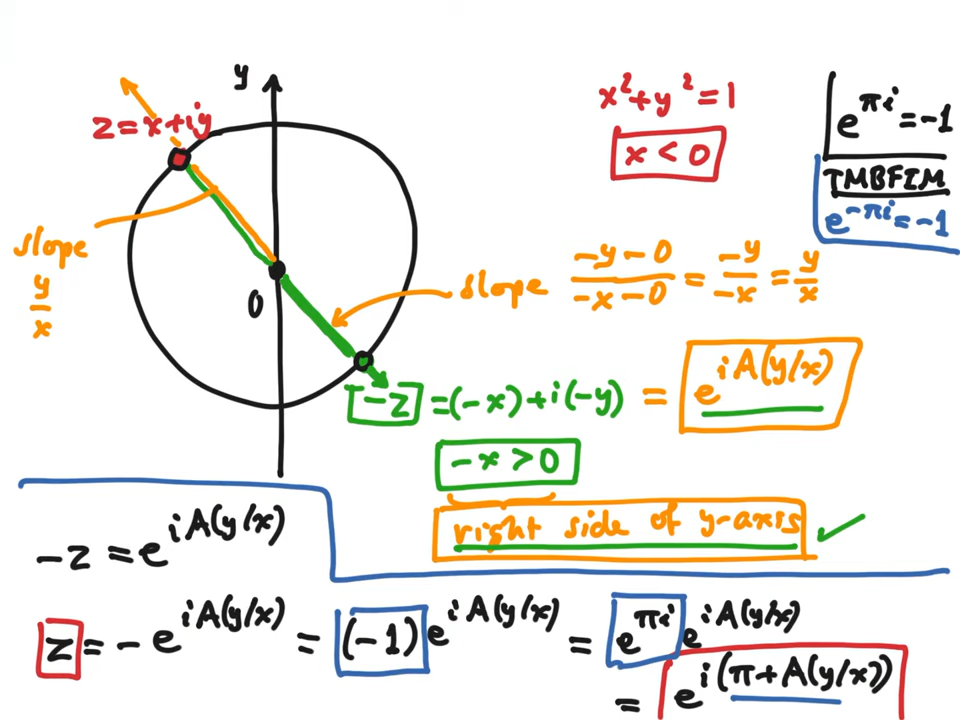 y
z = x + iy
x² + y² = 1
x < 0
e^{πi} = -1
TMBFIM
e^{-πi} = -1
slope
y/x
0
slope (-y-0)/(-x-0) = -y/-x = y/x
-z = (-x) + i(-y) = e^{iA(y/x)}
-x > 0
right side of y-axis ✓
-z = e^{iA(y/x)}
z = -e^{iA(y/x)} = (-1)e^{iA(y/x)} = e^{πi} e^{iA(y/x)}
= e^{i(π+A(y/x))}